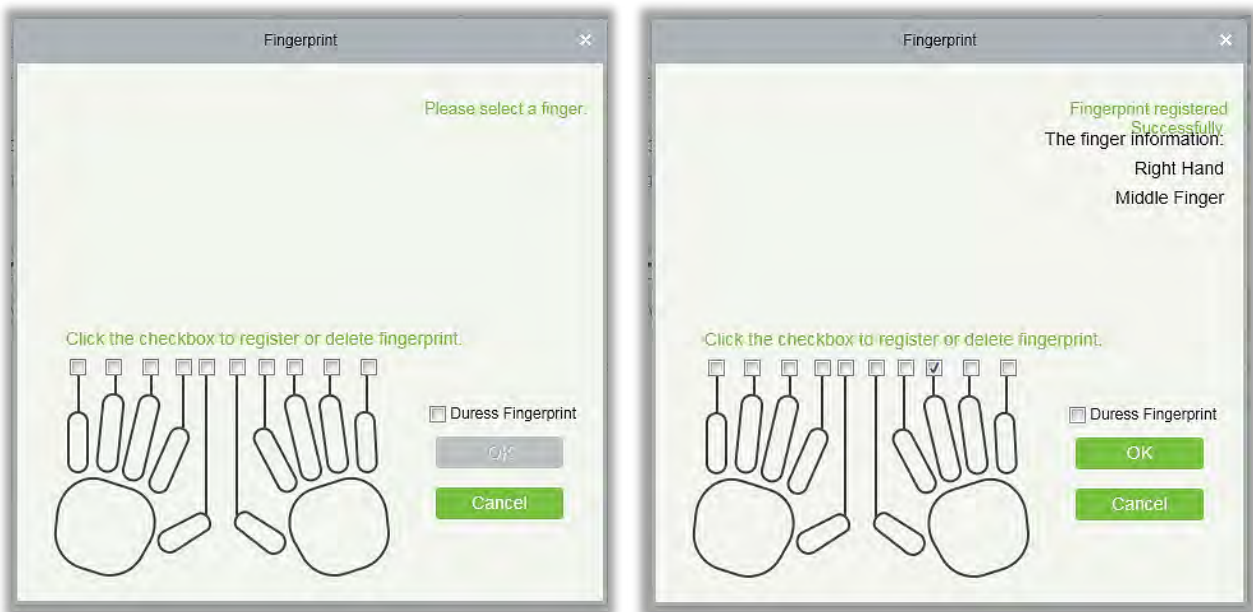 Fingerprint
Please select a finger.
Click the checkbox to register or delete fingerprint.
Duress Fingerprint
OK
Cancel
Fingerprint
Fingerprint registered
Successfully
The finger information:
Right Hand
Middle Finger
Click the checkbox to register or delete fingerprint.
Duress Fingerprint
OK
Cancel